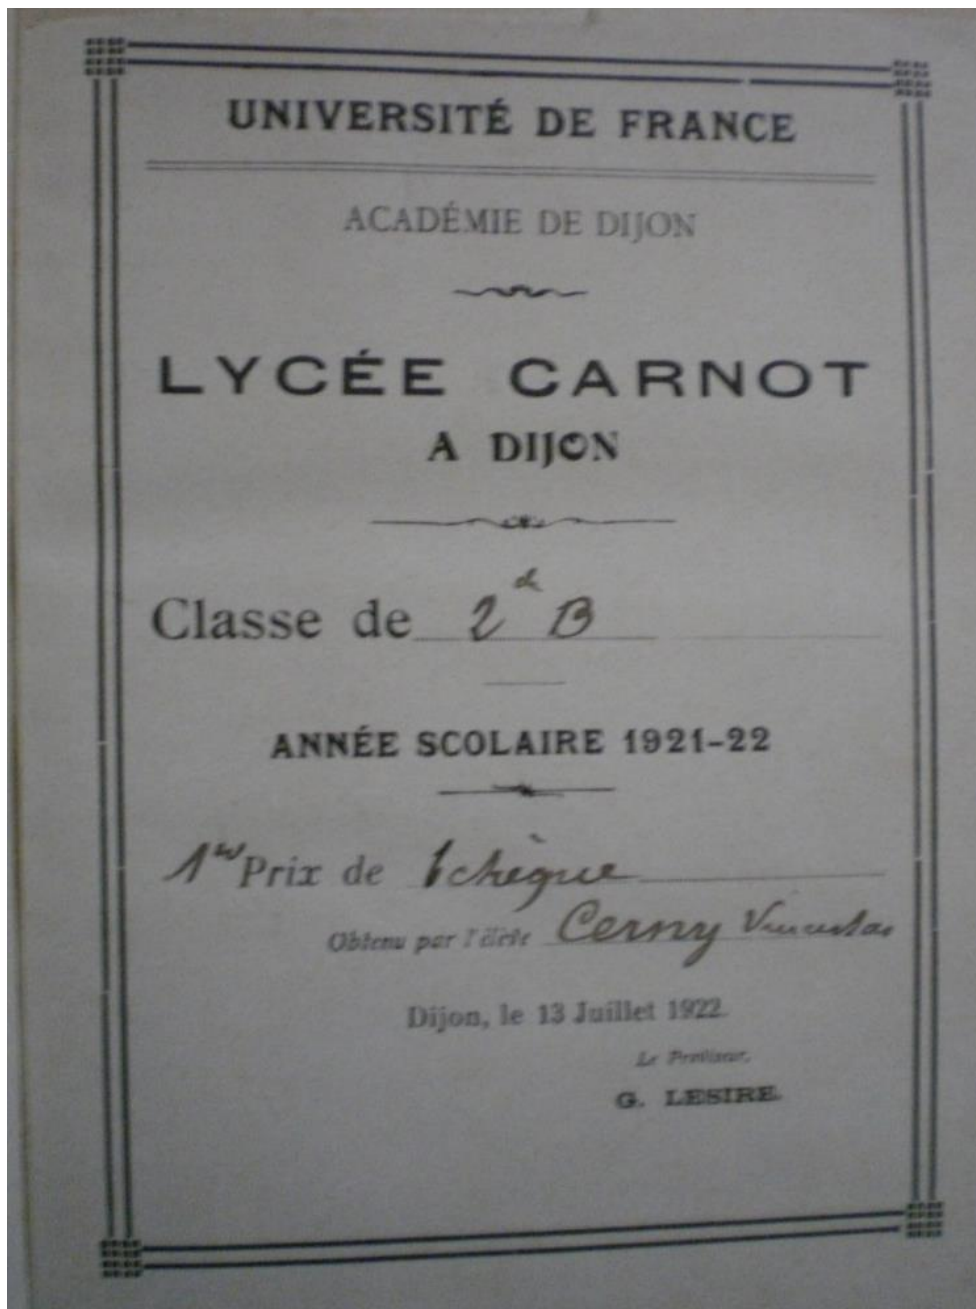 UNIVERSITÉ DE FRANCE
ACADÉMIE DE DIJON
LYCÉE CARNOT
A DIJON
Classe de 2de B
ANNÉE SCOLAIRE 1921-22
1er Prix de tchèque
Obtenu par l'élève Cerny
Dijon, le 13 Juillet 1922.
Le Proviseur,
G. LESIRE.